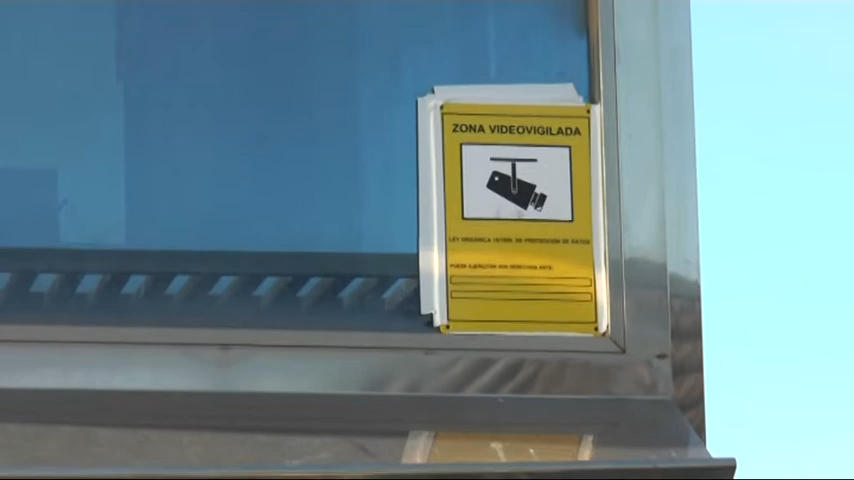 ZONA VIDEOVIGILADA
LEY ORGÁNICA 15/1999, DE PROTECCIÓN DE DATOS
PUEDE EJERCITAR SUS DERECHOS ANTE: